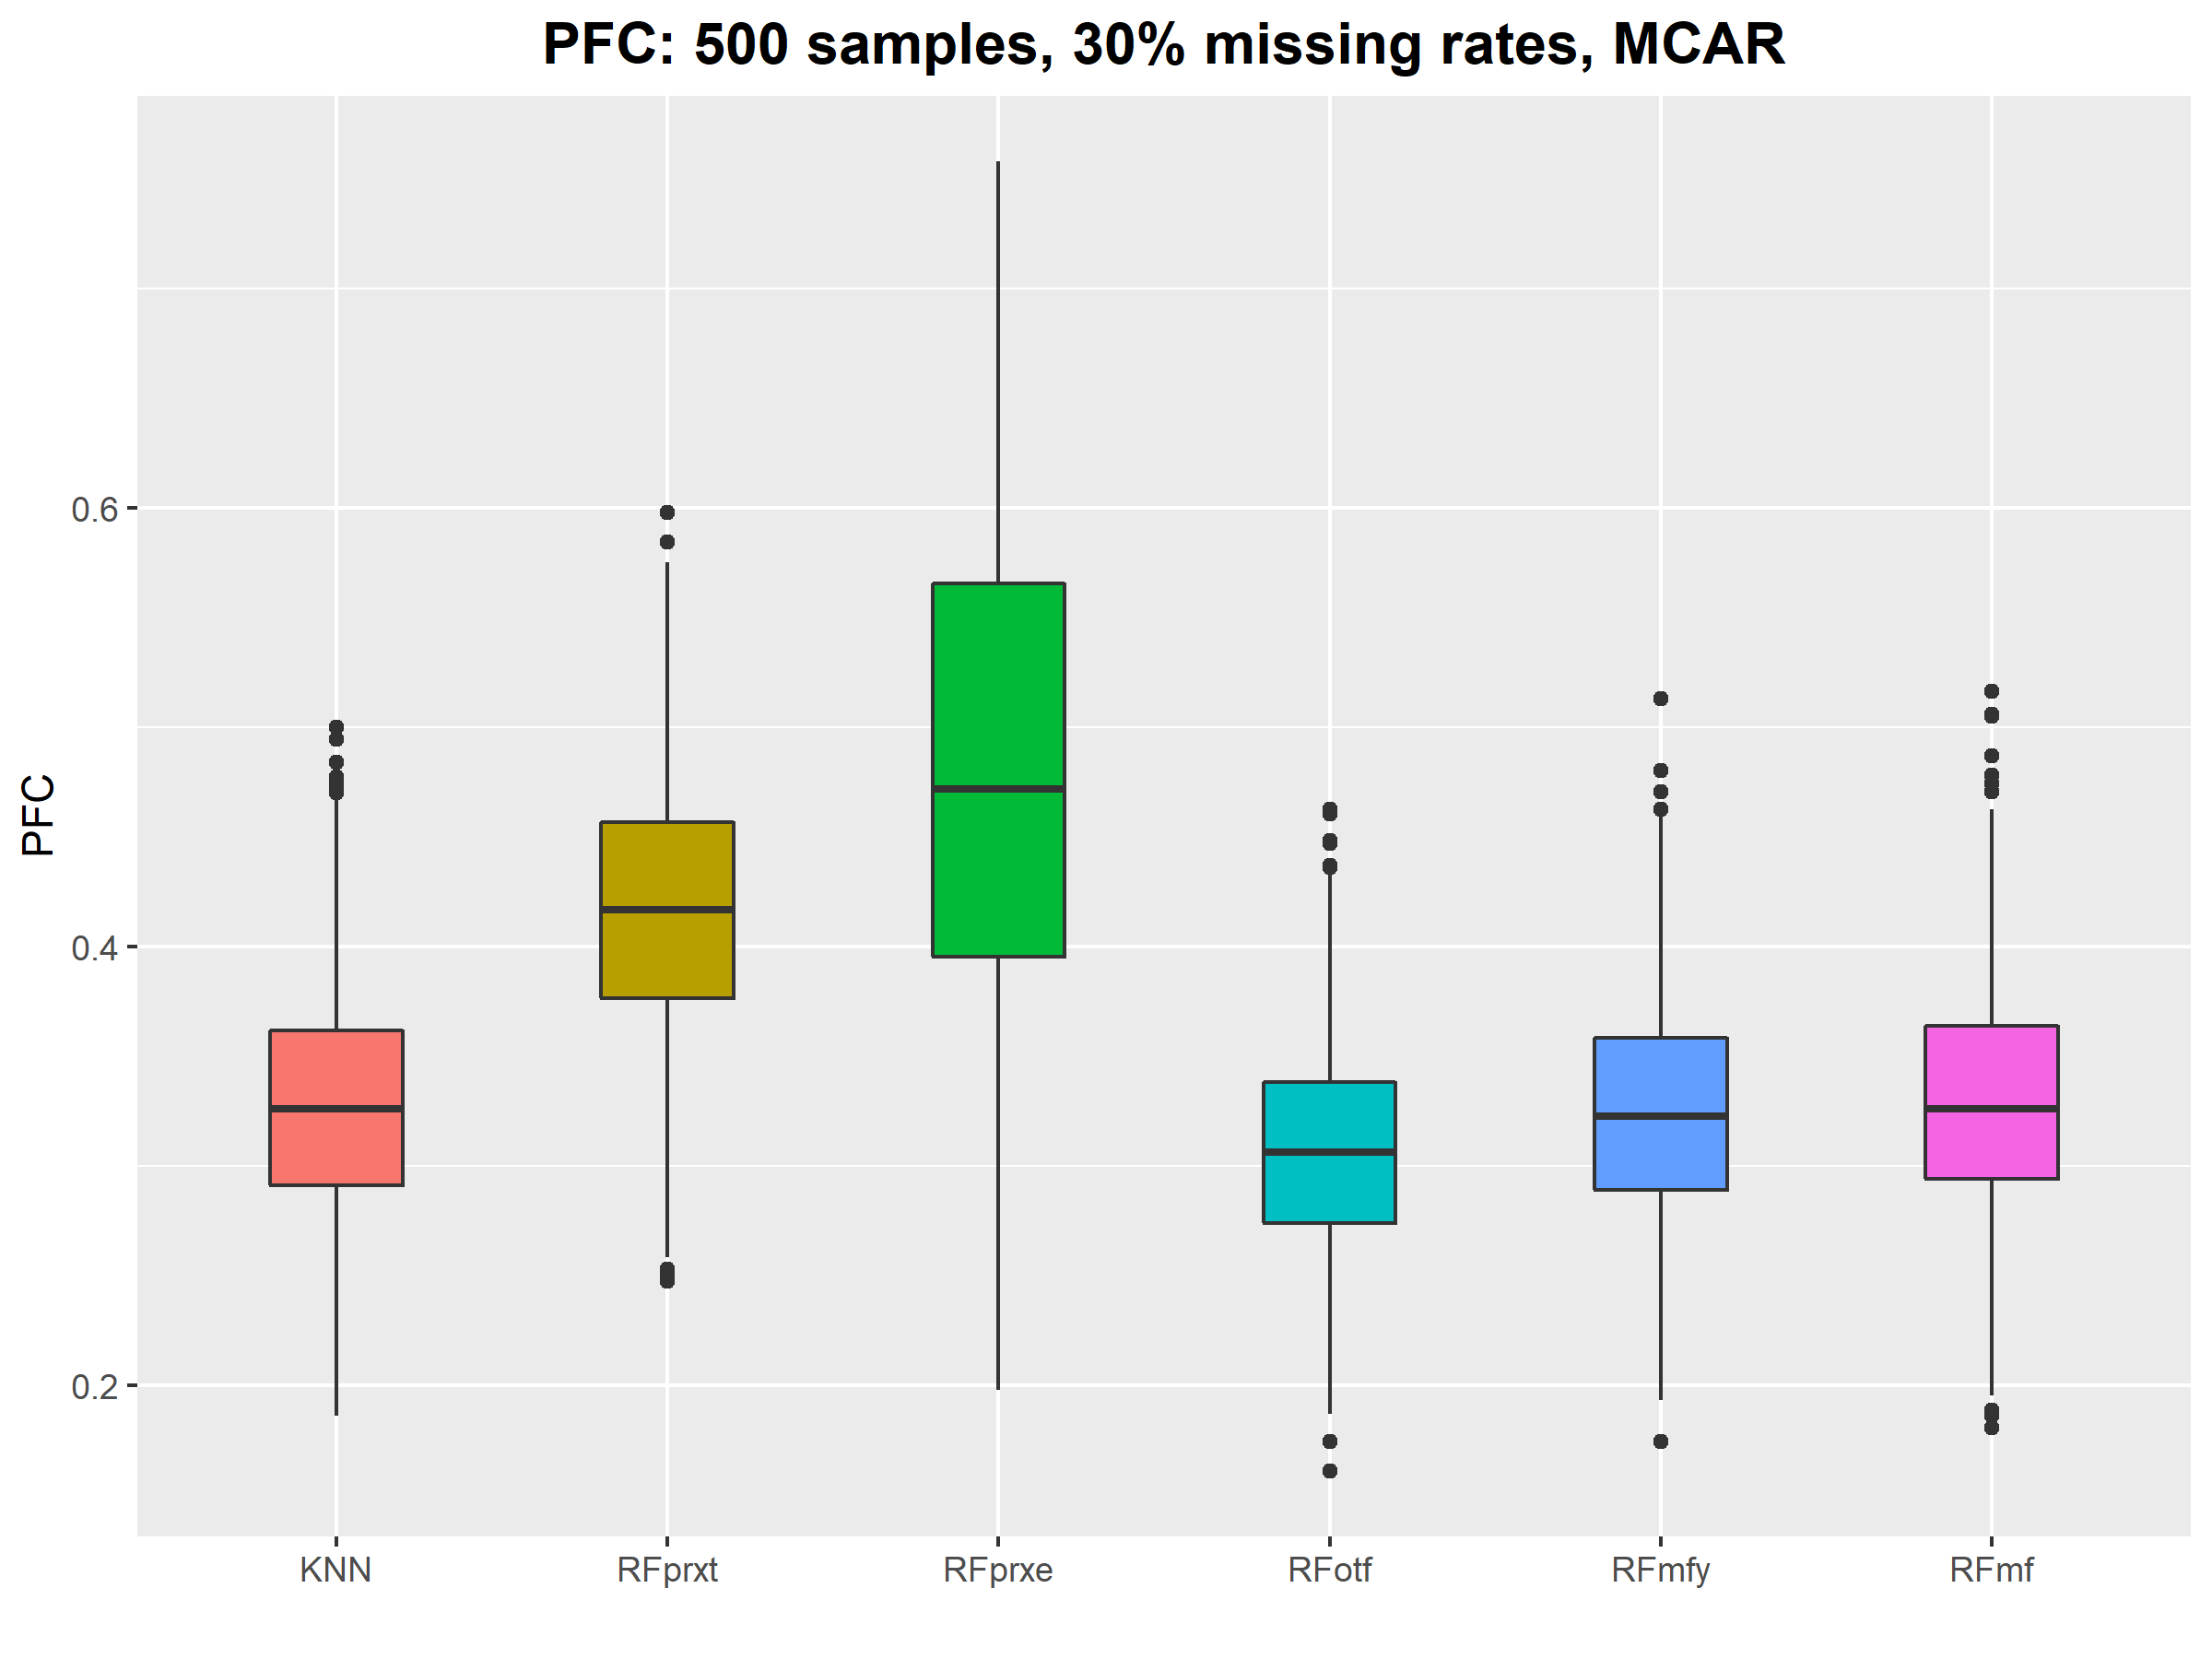 PFC: 500 samples, 30% missing rates, MCAR
PFC
0.6
0.4
0.2
KNN RFprxt RFprxe RFotf RFmfy RFmf